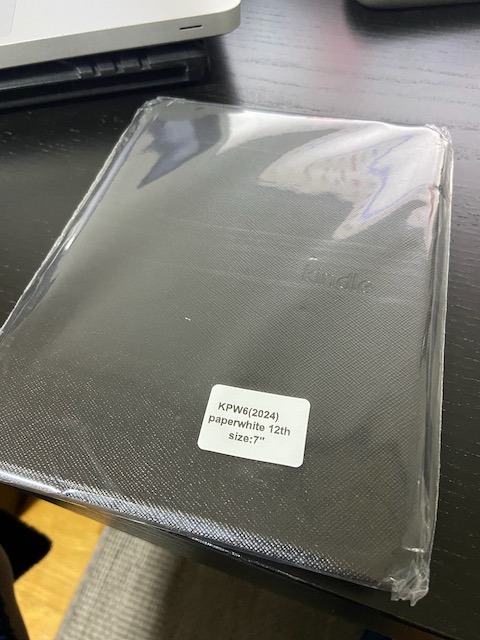 kindle
KPW6(2024)
paperwhite 12th
size:7"